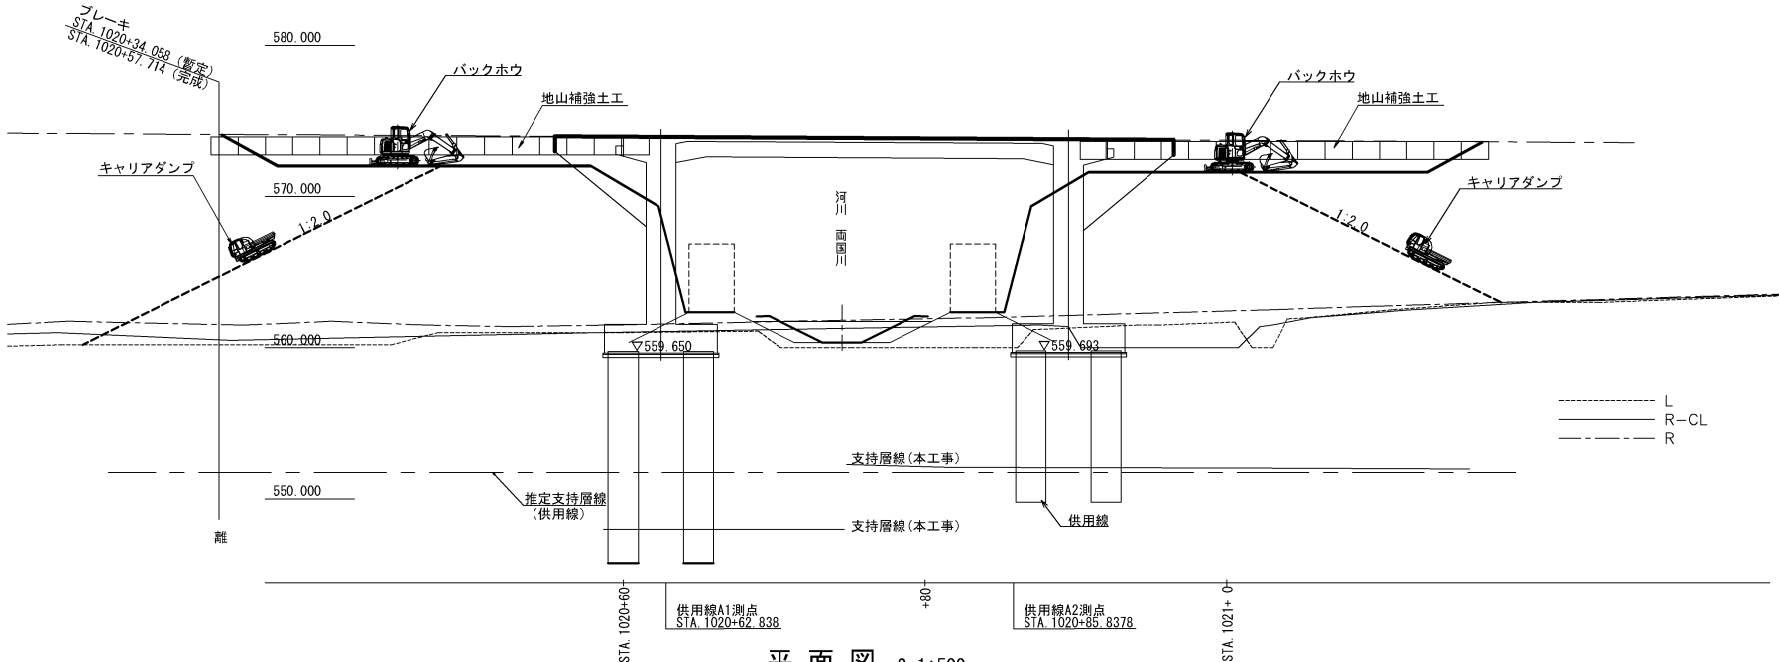 ブレーキ
STA.1020+34.058 (暫定)
STA.1020+57.714 (完成)
580.000
バックホウ
地山補強土工
バックホウ
地山補強土工
キャリアダンプ
570.000
キャリアダンプ
1:2.0
1:2.0
河川 両国川
560.000
▽559.650
▽559.693
L
R-CL
R
支持層線(本工事)
550.000
推定支持層線
(供用線)
支持層線(本工事)
供用線
離
STA.1020+60
+80
STA.1021+ 0
供用線A1測点
STA.1020+62.838
供用線A2測点
STA.1020+85.8378
平面図